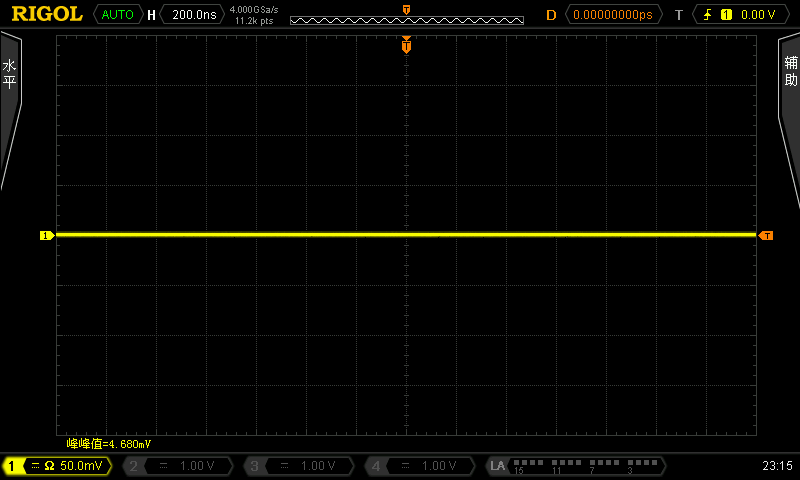 RIGOL AUTO H 200.0ns 4.000GSa/s D 0.00000000ps T 1 0.00 V
11.2k pts
T
T
水平
辅助
1
T
峰峰值=4.680mV
1 Ω 50.0mV 2 1.00 V 3 1.00 V 4 1.00 V LA 15 11 7 3 23:15